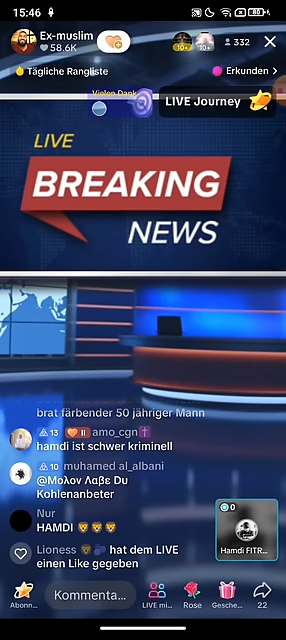 15:46
80
Ex-muslim
58.6K
10+
10+
332
Tägliche Rangliste
Erkunden
Vielen Dank
LIVE Journey
LIVE
BREAKING
NEWS
brat färbender 50 jähriger Mann
13 II amo_cgn
hamdi ist schwer kriminell
10 muhamed al_albani
@Μολον Λαβε Du
Kohlenanbeter
Nur
HAMDI
0
Hamdi FITR...
Lioness hat dem LIVE
einen Like gegeben
Kommenta...
Abonn...
LIVE mi...
Rose
Gesche...
22